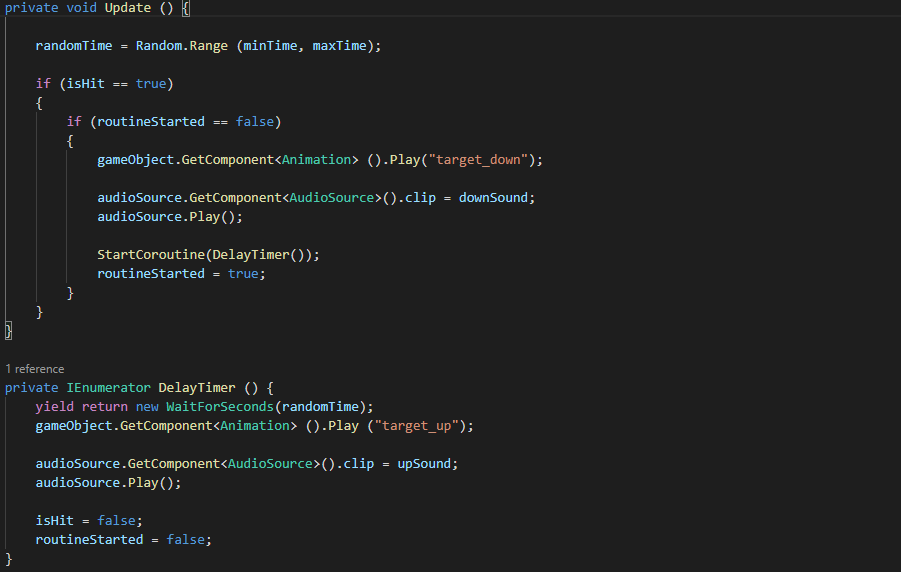 private void Update () {
randomTime = Random.Range (minTime, maxTime);
if (isHit == true)
{
if (routineStarted == false)
{
gameObject.GetComponent<Animation> ().Play("target_down");
audioSource.GetComponent<AudioSource>().clip = downSound;
audioSource.Play();
StartCoroutine(DelayTimer());
routineStarted = true;
}
}
}
1 reference
private IEnumerator DelayTimer () {
yield return new WaitForSeconds(randomTime);
gameObject.GetComponent<Animation> ().Play ("target_up");
audioSource.GetComponent<AudioSource>().clip = upSound;
audioSource.Play();
isHit = false;
routineStarted = false;
}